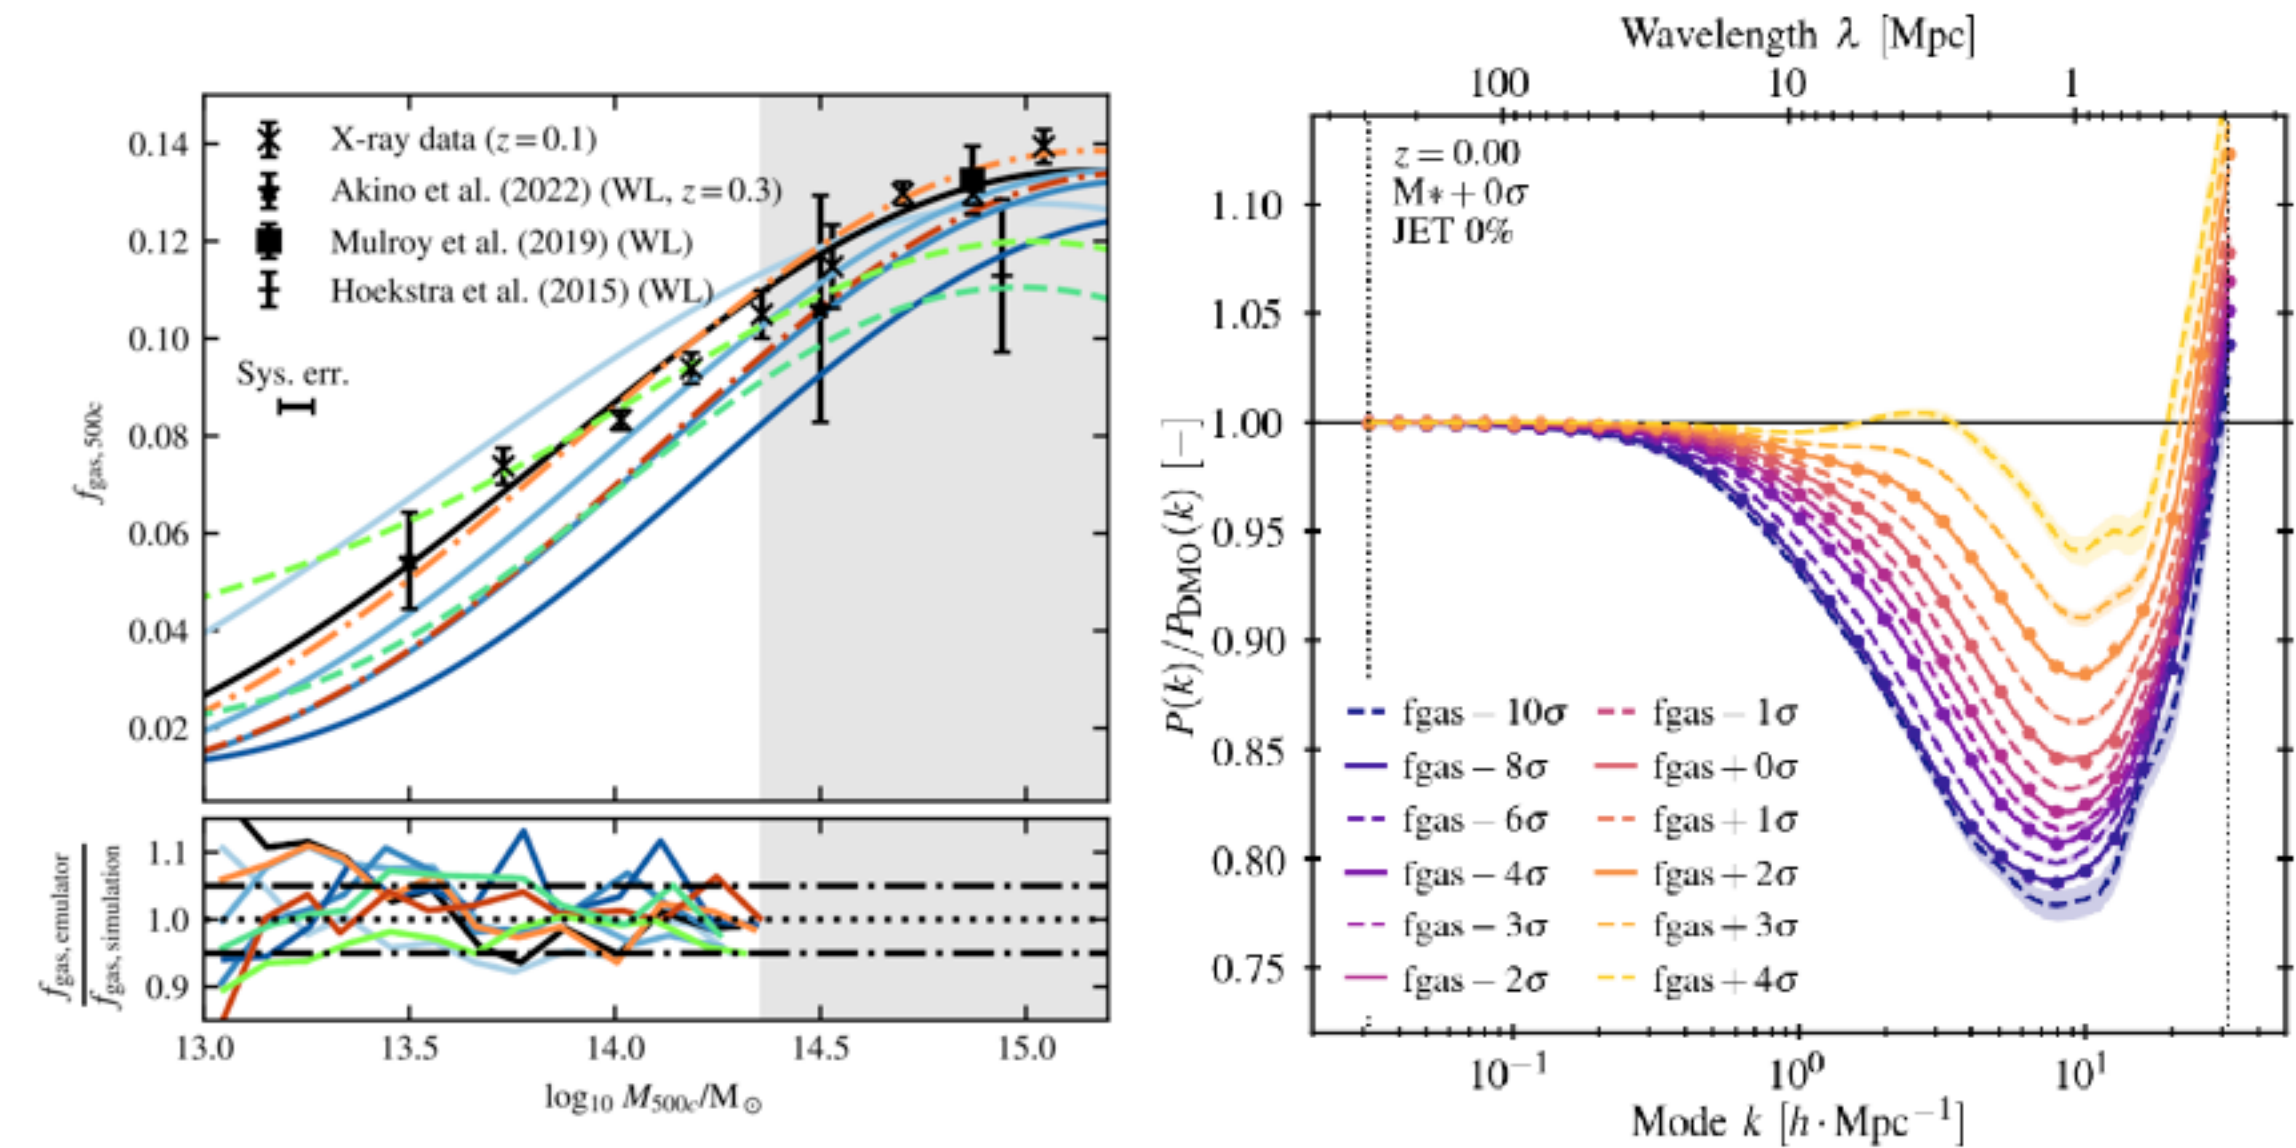 X-ray data (z=0.1)
Akino et al. (2022) (WL, z=0.3)
Mulroy et al. (2019) (WL)
Hoekstra et al. (2015) (WL)
Sys. err.
0.14
0.12
0.10
0.08
0.06
0.04
0.02
f_gas, 500c
1.1
1.0
0.9
f_gas, emulator
f_gas, simulation
13.0 13.5 14.0 14.5 15.0
log₁₀ M₅₀₀c/M⊙
Wavelength λ [Mpc]
100 10 1
z = 0.00
M∗ + 0σ
JET 0%
1.10
1.05
1.00
0.95
0.90
0.85
0.80
0.75
P(k)/P_DMO(k) [−]
fgas − 10σ
fgas − 8σ
fgas − 6σ
fgas − 4σ
fgas − 3σ
fgas − 2σ
fgas − 1σ
fgas + 0σ
fgas + 1σ
fgas + 2σ
fgas + 3σ
fgas + 4σ
10⁻¹ 10⁰ 10¹
Mode k [h · Mpc⁻¹]